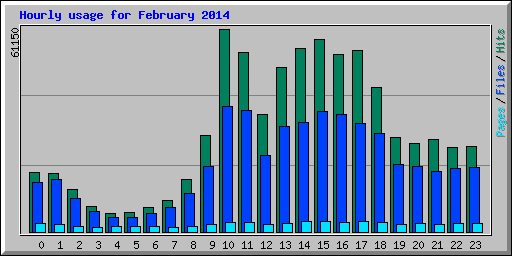 Hourly usage for February 2014
61150
Pages/Files/Hits
0 1 2 3 4 5 6 7 8 9 10 11 12 13 14 15 16 17 18 19 20 21 22 23